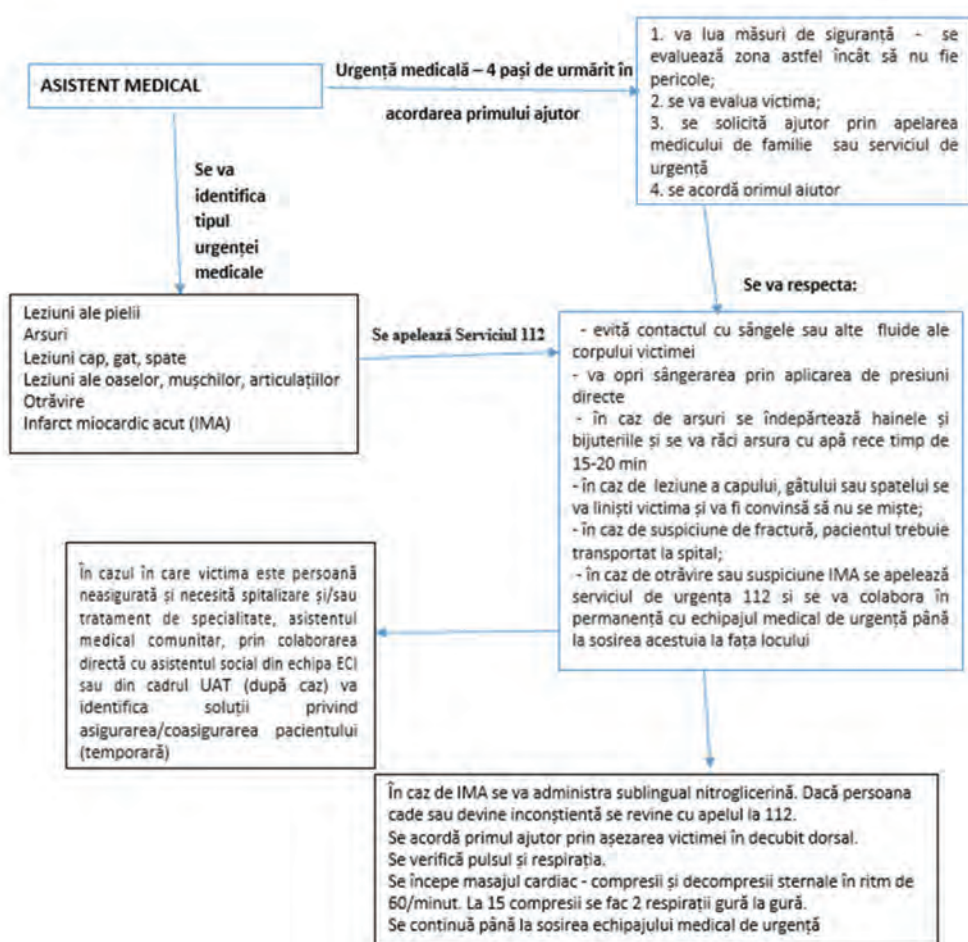 ASISTENT MEDICAL
Urgență medicală – 4 pași de urmărit în
acordarea primului ajutor
1. va lua măsuri de siguranță - se
evaluează zona astfel încât să nu fie
pericole;
2. se va evalua victima;
3. se solicită ajutor prin apelarea
medicului de familie sau serviciul de
urgență
4. se acordă primul aiutor
Se va
identifica
tipul
urgenței
medicale
Se va respecta:
Leziuni ale pielii
Arsuri
Leziuni cap, gat, spate
Leziuni ale oaselor, mușchilor, articulațiilor
Otrăvire
Infarct miocardic acut (IMA)
Se apelează Serviciul 112
- evită contactul cu sângele sau alte fluide ale
corpului victimei
- va opri sângerarea prin aplicarea de presiuni
directe
- în caz de arsuri se îndepărtează hainele și
bijuteriile și se va răci arsura cu apă rece timp de
15-20 min
- în caz de leziune a capului, gâtului sau spatelui se
va liniști victima și va fi convinsă să nu se miște;
- în caz de suspiciune de fractură, pacientul trebuie
transportat la spital;
- în caz de otrăvire sau suspiciune IMA se apelează
serviciul de urgența 112 si se va colabora în
permanență cu echipajul medical de urgență până
la sosirea acestuia la fața locului
În cazul în care victima este persoană
neasigurată și necesită spitalizare și/sau
tratament de specialitate, asistentul
medical comunitar, prin colaborarea
directă cu asistentul social din echipa ECI
sau din cadrul UAT (după caz) va
identifica soluții privind
asigurarea/coasigurarea pacientului
(temporară)
În caz de IMA se va administra sublingual nitroglicerină. Dacă persoana
cade sau devine inconștientă se revine cu apelul la 112.
Se acordă primul ajutor prin așezarea victimei în decubit dorsal.
Se verifică pulsul și respirația.
Se începe masajul cardiac - compresii și decompresii sternale în ritm de
60/minut. La 15 compresii se fac 2 respirații gură la gură.
Se continuă până la sosirea echipajului medical de urgență